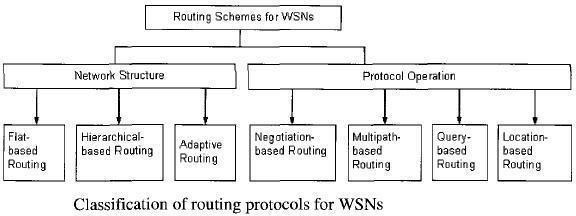 Routing Schemes for WSNs
Network Structure
Protocol Operation
Flat-
based
Routing
Hierarchical-
based Routing
Adaptive
Routing
Negotiation-
based Routing
Multipath-
based
Routing
Query-
based
Routing
Location-
based
Routing
Classification of routing protocols for WSNs